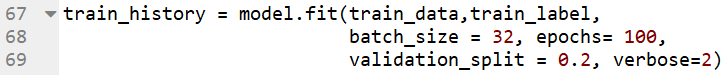 67 train_history = model.fit(train_data,train_label,
68 batch_size = 32, epochs= 100,
69 validation_split = 0.2, verbose=2)